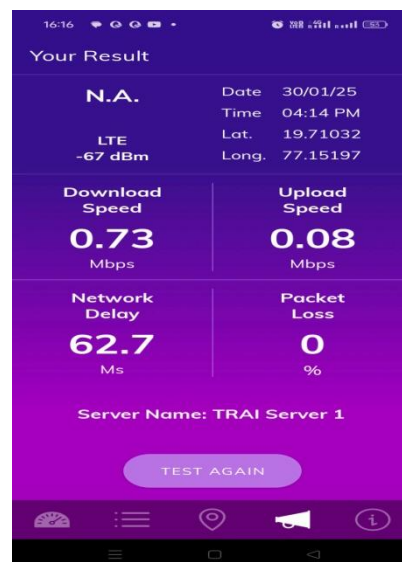 16:16
Your Result
N.A.
LTE
-67 dBm
Date 30/01/25
Time 04:14 PM
Lat. 19.71032
Long. 77.15197
Download Speed
0.73
Mbps
Upload Speed
0.08
Mbps
Network Delay
62.7
Ms
Packet Loss
0
%
Server Name: TRAI Server 1
TEST AGAIN